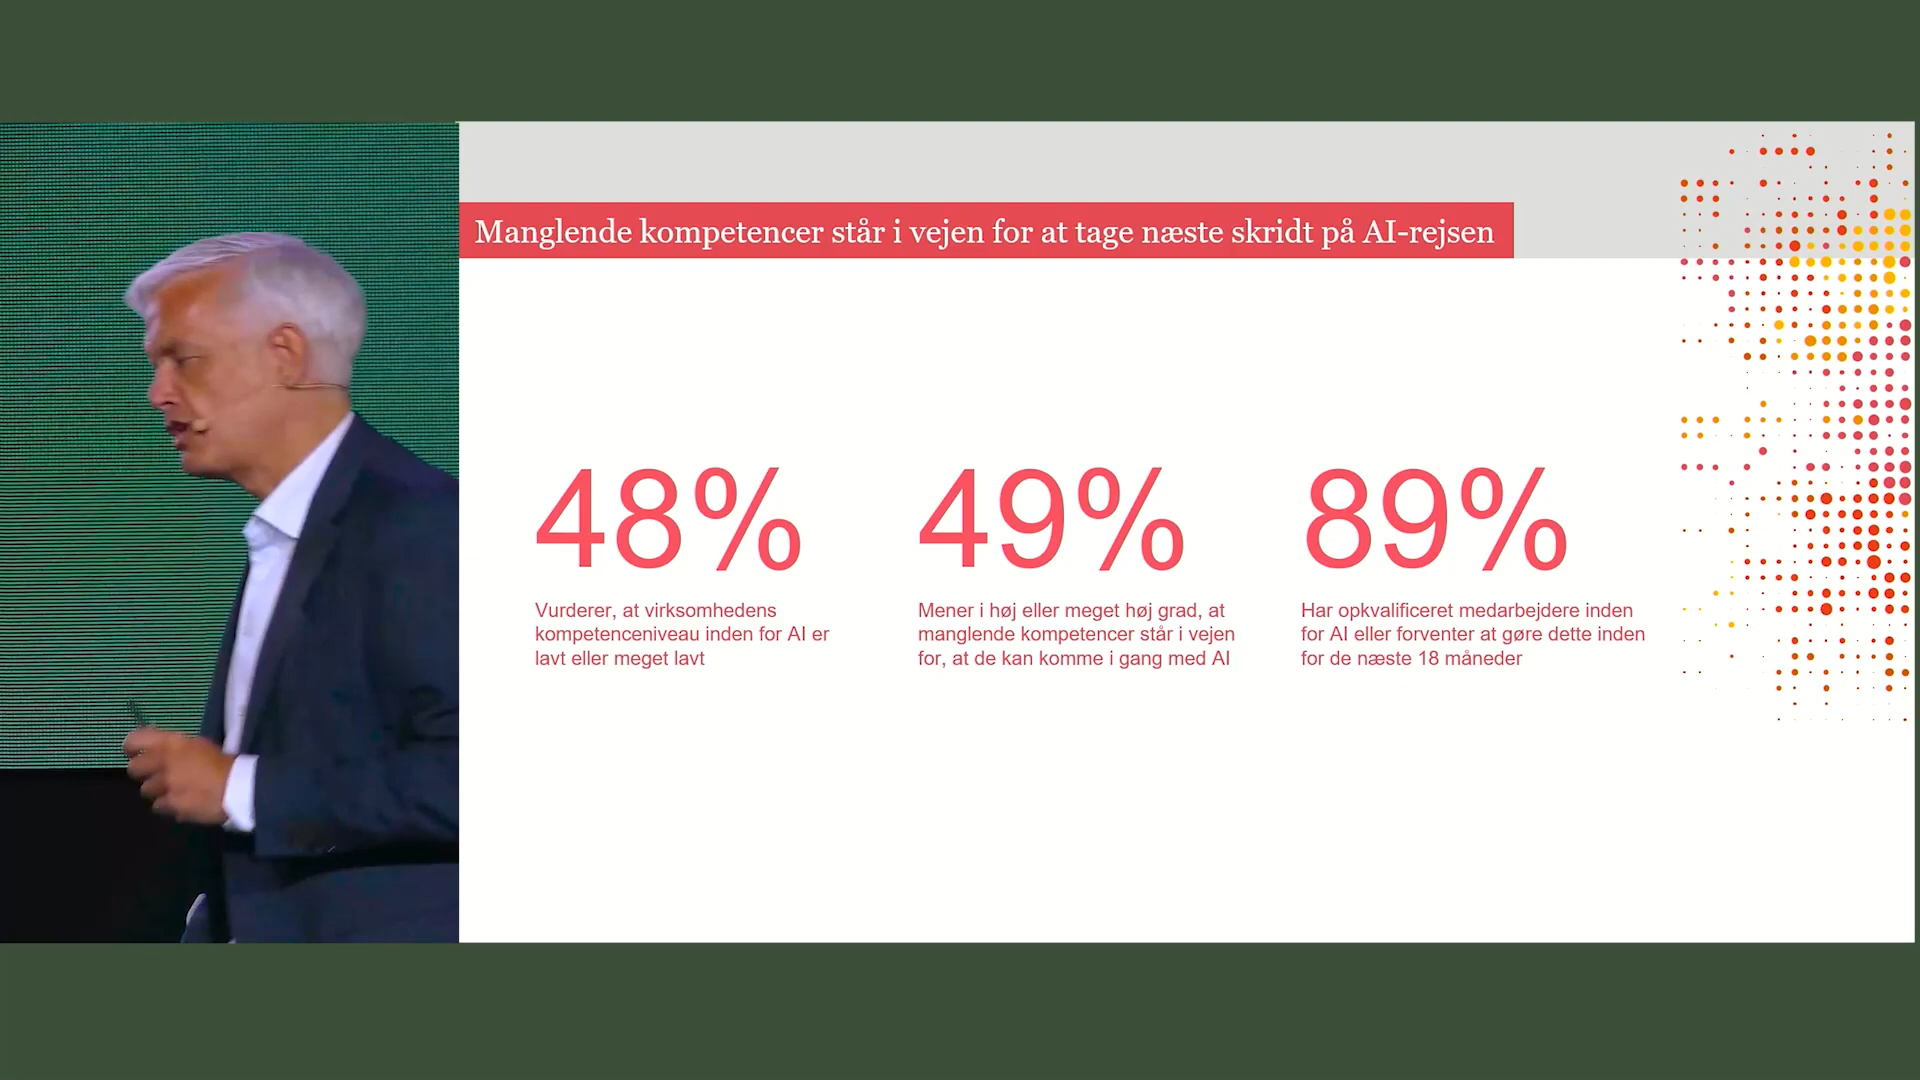 Manglende kompetencer står i vejen for at tage næste skridt på AI-rejsen
48%
Vurderer, at virksomhedens
kompetenceniveau inden for AI er
lavt eller meget lavt
49%
Mener i høj eller meget høj grad, at
manglende kompetencer står i vejen
for, at de kan komme i gang med AI
89%
Har opkvalificeret medarbejdere inden
for AI eller forventer at gøre dette inden
for de næste 18 måneder